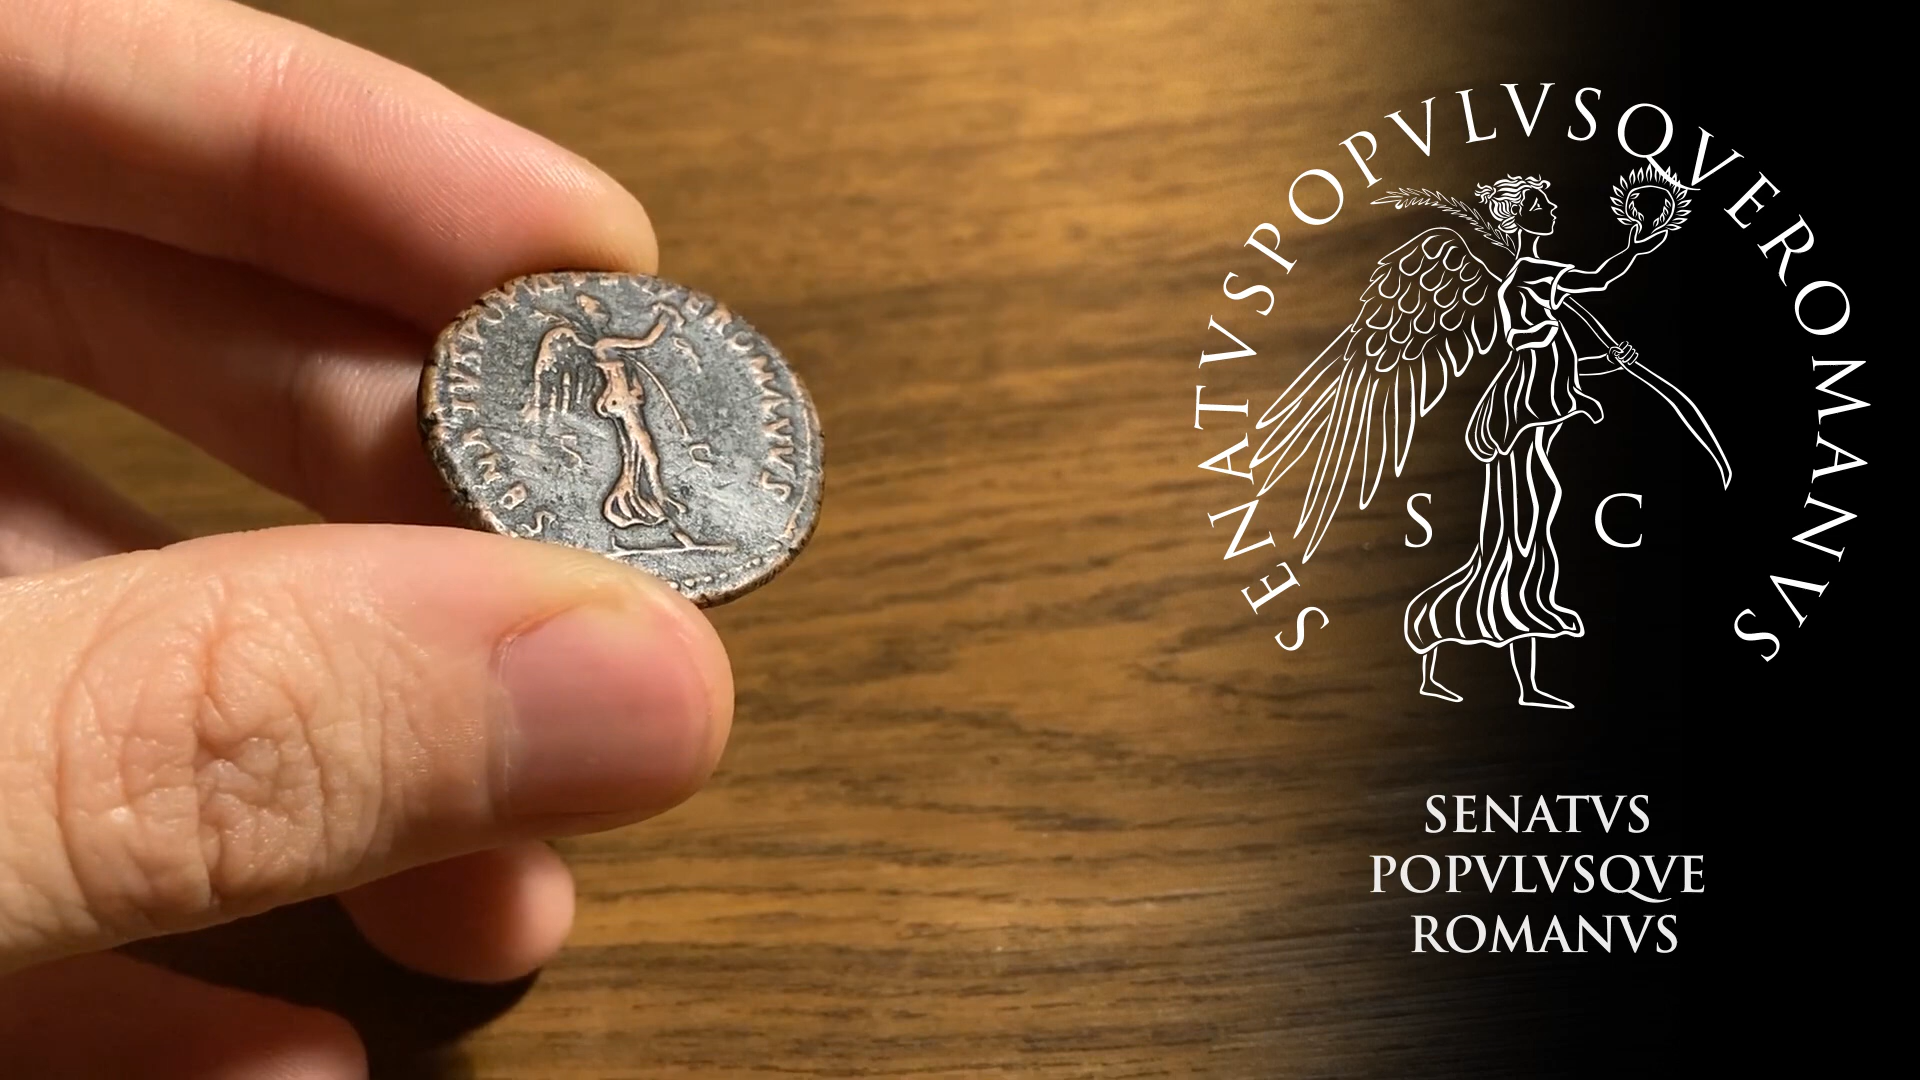 SENATVSPOPVLVSQVEROMANVS
S C
SENATVS
POPVLVSQVE
ROMANVS
S C